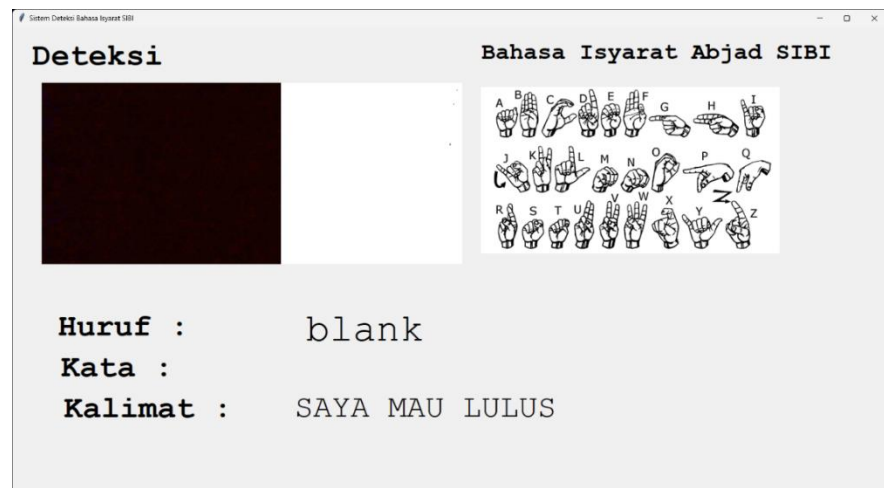 Sistem Deteksi Bahasa Isyarat SIBI
Deteksi
Bahasa Isyarat Abjad SIBI
A B C D E F G H I
J K L M N O P Q
R S T U V W X Y Z
Z
Huruf : blank
Kata :
Kalimat : SAYA MAU LULUS